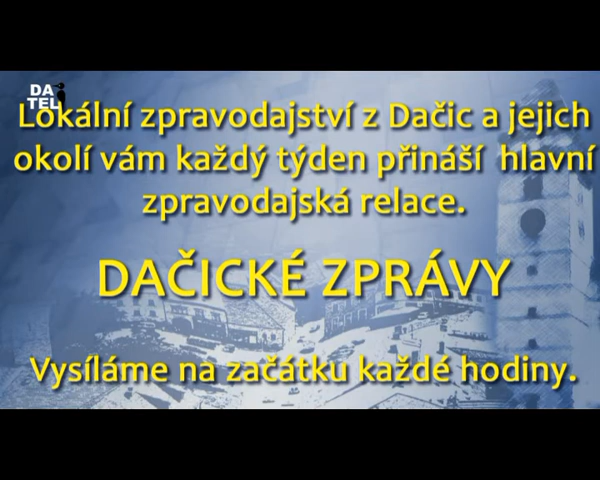 DA
TEL
Lokální zpravodajství z Dačic a jejich
okolí vám každý týden přináší hlavní
zpravodajská relace.
DAČICKÉ ZPRÁVY
Vysíláme na začátku každé hodiny.